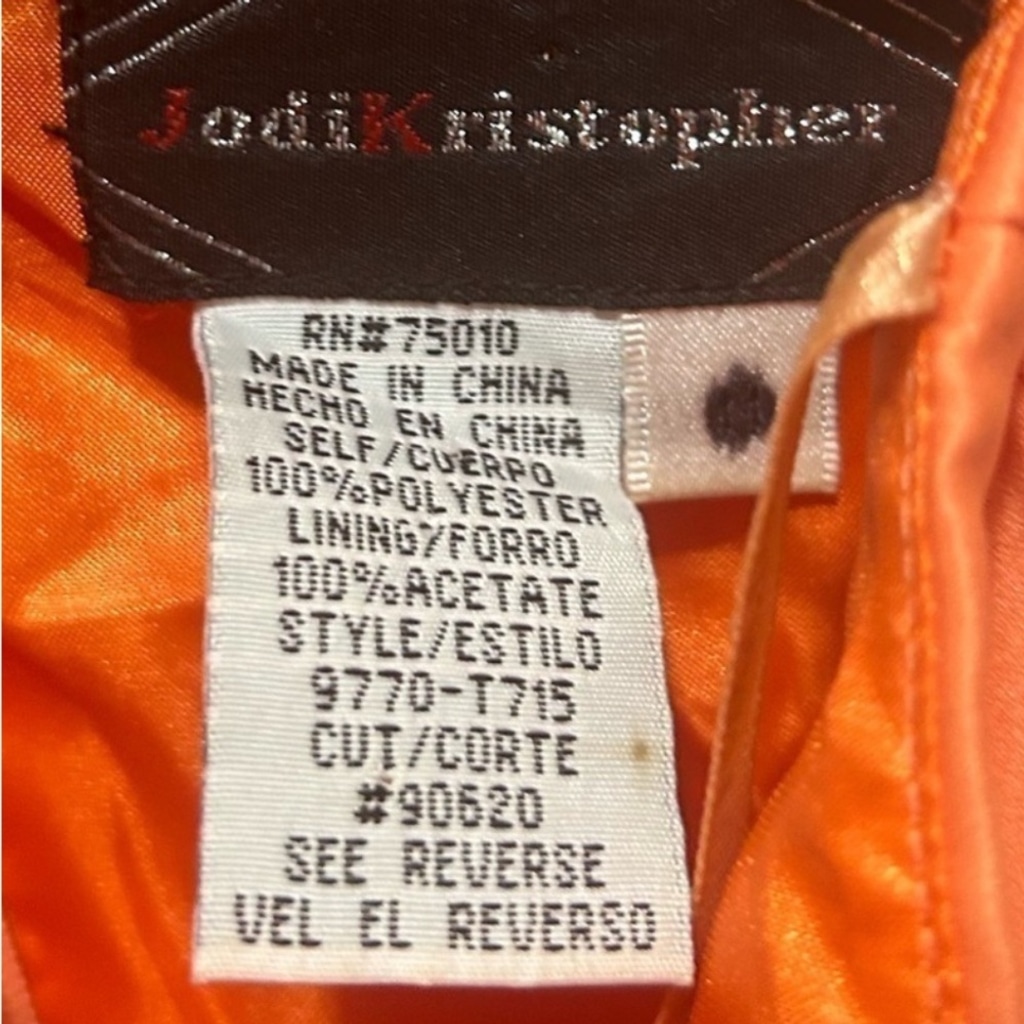 JodiKristopher
RN#75010
MADE IN CHINA
HECHO EN CHINA
SELF/CUERPO
100%POLYESTER
LINING/FORRO
100%ACETATE
STYLE/ESTILO
9770-T715
CUT/CORTE
#90620
SEE REVERSE
VEL EL REVERSO